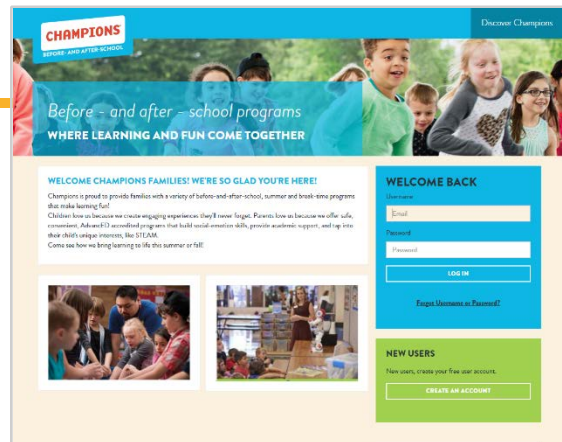 CHAMPIONS
BEFORE- AND AFTER-SCHOOL
Discover Champions
Before - and after - school programs
WHERE LEARNING AND FUN COME TOGETHER
WELCOME CHAMPIONS FAMILIES! WE'RE SO GLAD YOU'RE HERE!
Champions is proud to provide families with a variety of before-and-after-school, summer and break-time programs
that make learning fun!
Children love us because we create engaging experiences they'll never forget. Parents love us because we offer safe,
convenient, AdvancED accredited programs that build social-emotion skills, provide academic support, and tap into
their child's unique interests, like STEAM.
Come see how we bring learning to life this summer or fall!
WELCOME BACK
Username
Email
Password
Password
LOG IN
Forgot Username or Password?
NEW USERS
New users, create your free user account.
CREATE AN ACCOUNT